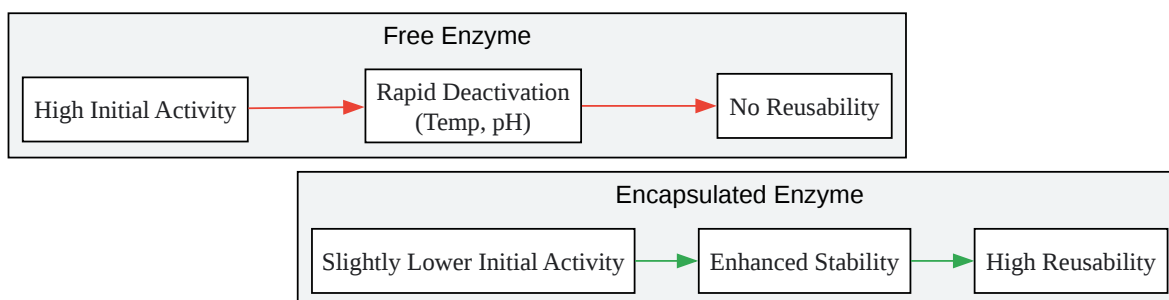 Free Enzyme
High Initial Activity
Rapid Deactivation
(Temp, pH)
No Reusability
Encapsulated Enzyme
Slightly Lower Initial Activity
Enhanced Stability
High Reusability